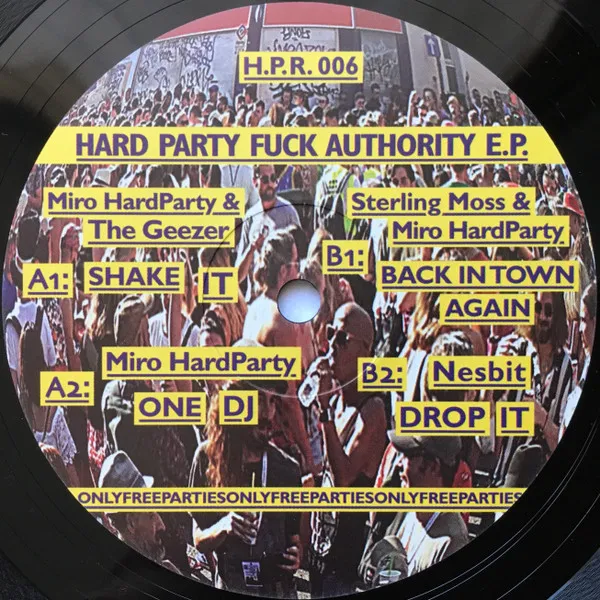 H.P.R. 006
HARD PARTY FUCK AUTHORITY E.P.
Miro HardParty &
The Geezer
A1: SHAKE IT
Sterling Moss &
Miro HardParty
B1: BACK IN TOWN
AGAIN
Miro HardParty
A2: ONE DJ
B2: Nesbit
DROP IT
ONLYFREEPARTIESONLYFREEPARTIESONLYFREEPARTIES